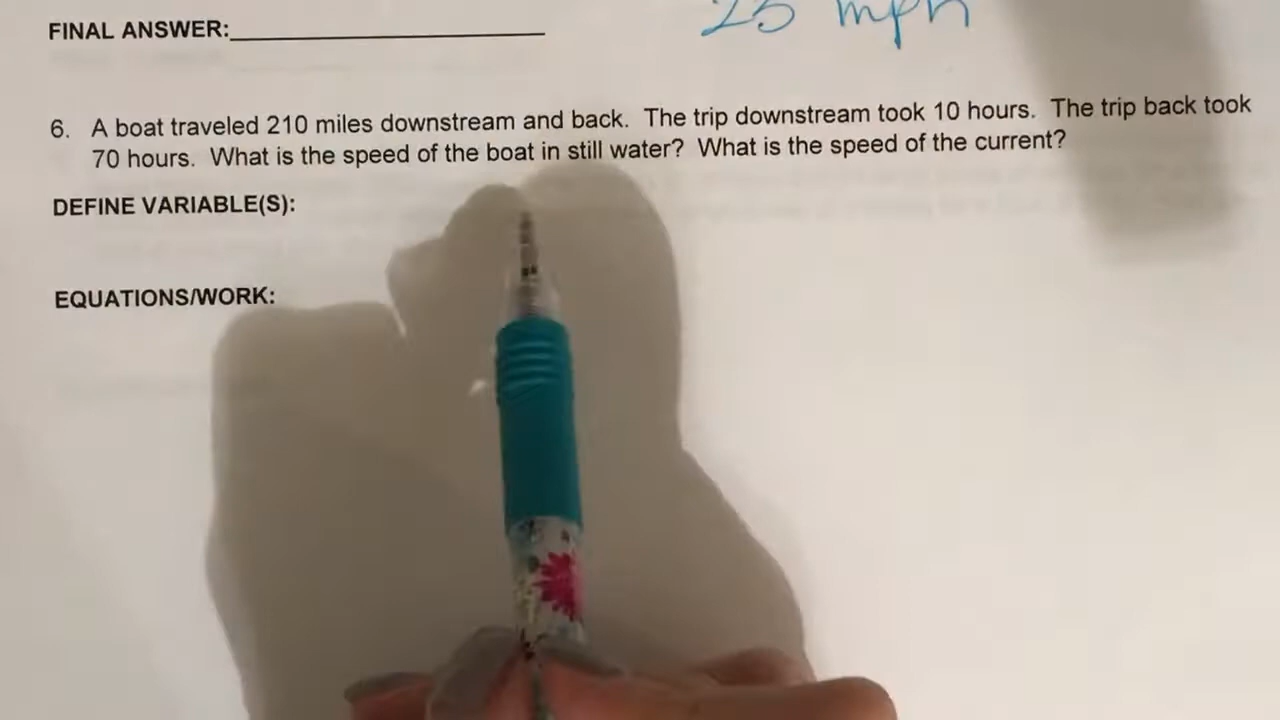 25 mph
FINAL ANSWER:
6. A boat traveled 210 miles downstream and back. The trip downstream took 10 hours. The trip back took
70 hours. What is the speed of the boat in still water? What is the speed of the current?
DEFINE VARIABLE(S):
EQUATIONS/WORK: